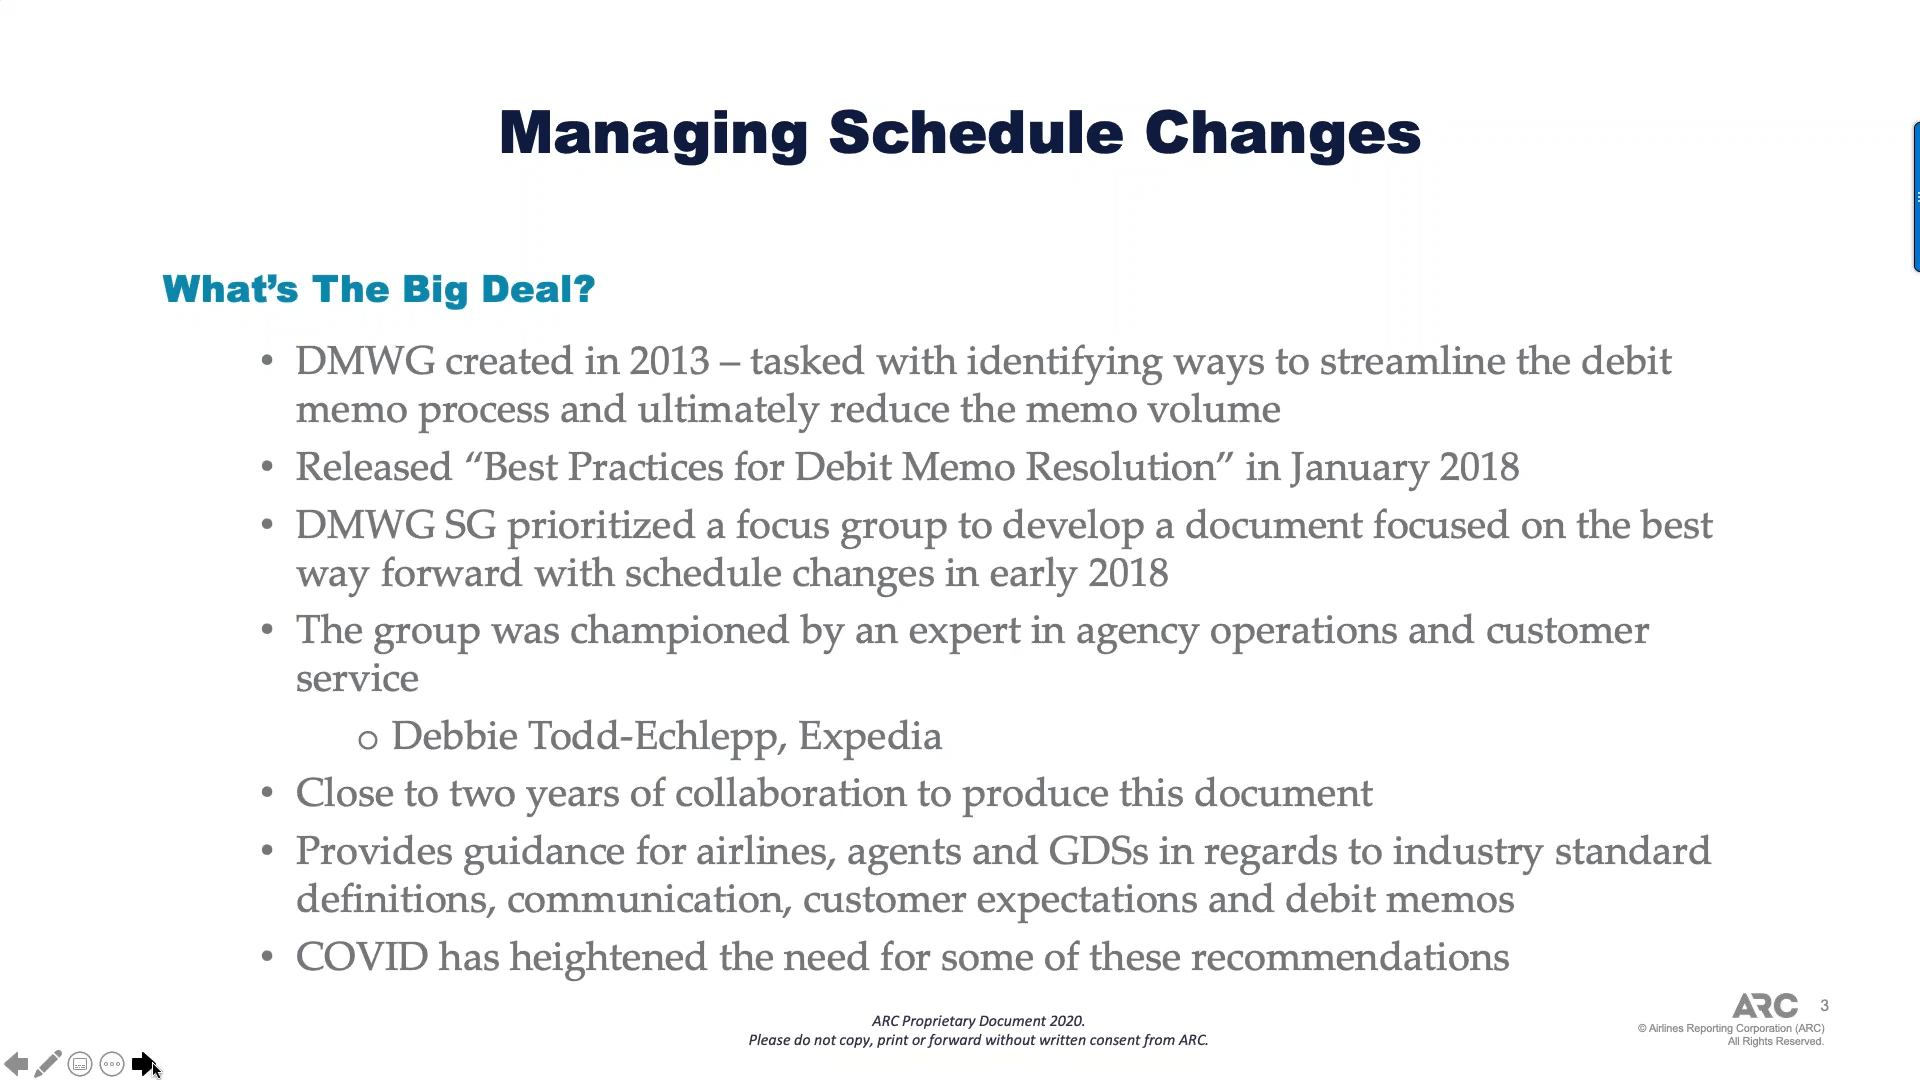 Managing Schedule Changes
What’s The Big Deal?
• DMWG created in 2013 – tasked with identifying ways to streamline the debit
memo process and ultimately reduce the memo volume
• Released “Best Practices for Debit Memo Resolution” in January 2018
• DMWG SG prioritized a focus group to develop a document focused on the best
way forward with schedule changes in early 2018
• The group was championed by an expert in agency operations and customer
service
o Debbie Todd-Echlepp, Expedia
• Close to two years of collaboration to produce this document
• Provides guidance for airlines, agents and GDSs in regards to industry standard
definitions, communication, customer expectations and debit memos
• COVID has heightened the need for some of these recommendations
ARC Proprietary Document 2020.
Please do not copy, print or forward without written consent from ARC.
ARC 3
© Airlines Reporting Corporation (ARC)
All Rights Reserved.